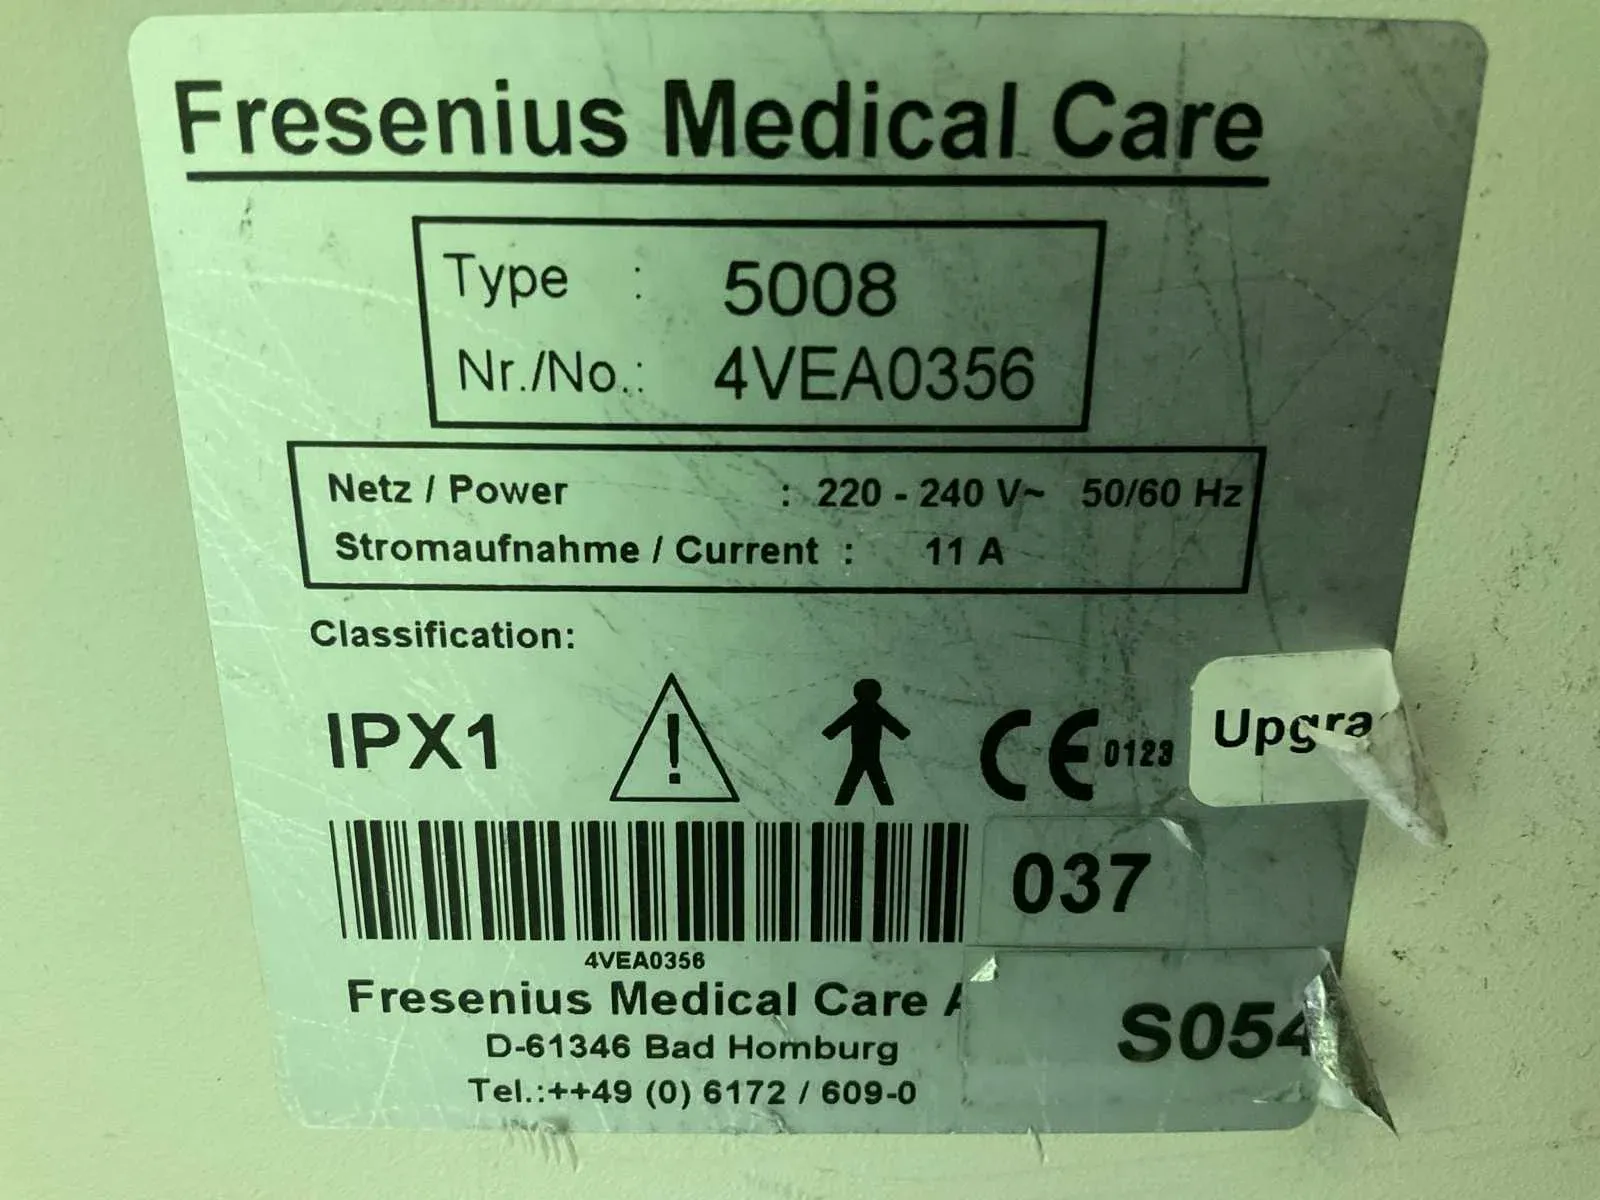 Fresenius Medical Care
Type : 5008
Nr./No.: 4VEA0356
Netz / Power : 220 - 240 V~ 50/60 Hz
Stromaufnahme / Current : 11 A
Classification:
IPX1 ! CE 0123
Upgra
037
4VEA0356
Fresenius Medical Care
S054
D-61346 Bad Homburg
Tel.:++49 (0) 6172 / 609-0